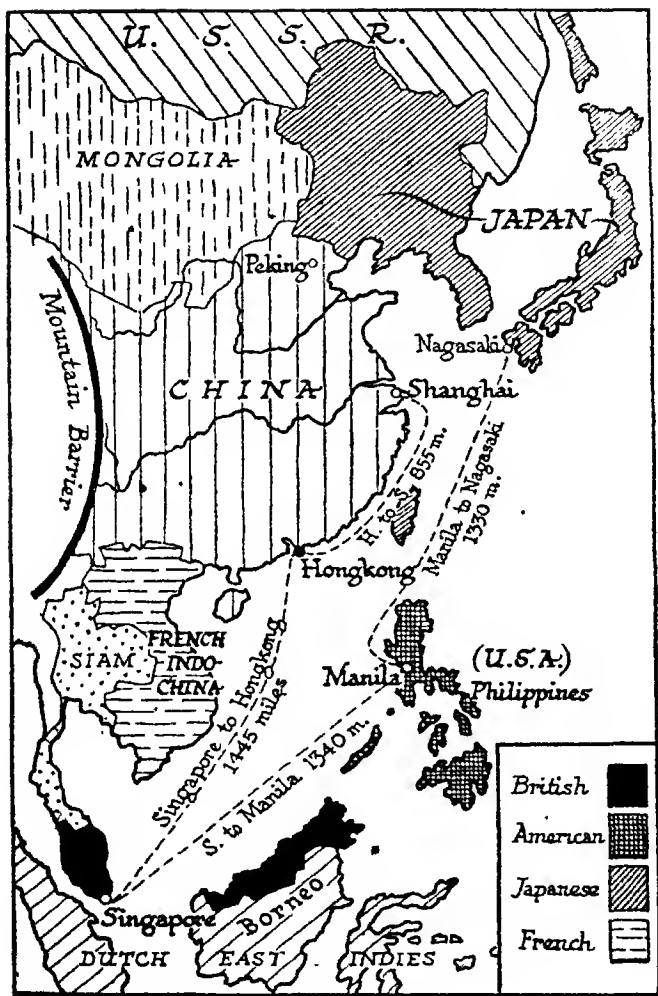 U. S. S. R.
MONGOLIA
JAPAN
Peking
Mountain Barrier
Nagasaki
CHINA
Shanghai
H. to S. 855 m.
Manila to Nagasaki
1330 m.
Hongkong
FRENCH
INDO-
CHINA
SIAM
Singapore to Hongkong
1445 miles
Manila
(U.S.A.)
Philippines
S. to Manila 1340 m.
British
American
Japanese
French
Singapore
Borneo
DUTCH EAST INDIES